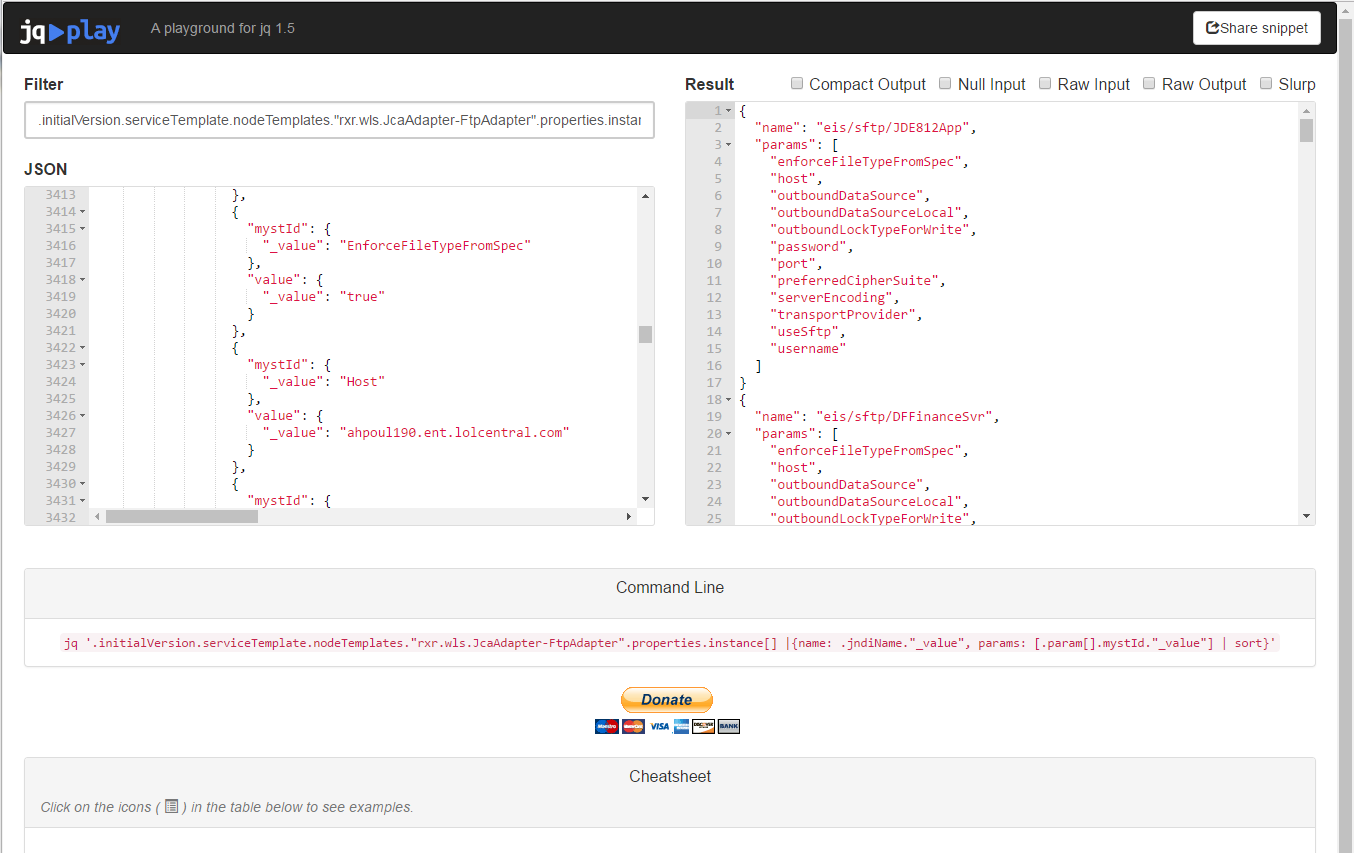 jq play A playground for jq 1.5 Share snippet
Filter
.initialVersion.serviceTemplate.nodeTemplates."rxr.wls.JcaAdapter-FtpAdapter".properties.instar
JSON
3413 },
3414 {
3415 "mystId": {
3416 "_value": "EnforceFileTypeFromSpec"
3417 },
3418 "value": {
3419 "_value": "true"
3420 }
3421 },
3422 {
3423 "mystId": {
3424 "_value": "Host"
3425 },
3426 "value": {
3427 "_value": "ahpoul190.ent.lolcentral.com"
3428 }
3429 },
3430 {
3431 "mystId": {
3432
Result Compact Output Null Input Raw Input Raw Output Slurp
1 {
2 "name": "eis/sftp/JDE812App",
3 "params": [
4 "enforceFileTypeFromSpec",
5 "host",
6 "outboundDataSource",
7 "outboundDataSourceLocal",
8 "outboundLockTypeForWrite",
9 "password",
10 "port",
11 "preferredCipherSuite",
12 "serverEncoding",
13 "transportProvider",
14 "useSftp",
15 "username"
16 ]
17 }
18 {
19 "name": "eis/sftp/DFFinanceSvr",
20 "params": [
21 "enforceFileTypeFromSpec",
22 "host",
23 "outboundDataSource",
24 "outboundDataSourceLocal",
25 "outboundLockTypeForWrite",
Command Line
jq '.initialVersion.serviceTemplate.nodeTemplates."rxr.wls.JcaAdapter-FtpAdapter".properties.instance[] |{name: .jndiName."_value", params: [.param[].mystId."_value"] | sort}'
Donate
Maestro MasterCard VISA DISCOVER BANK
Cheatsheet
Click on the icons ( ) in the table below to see examples.